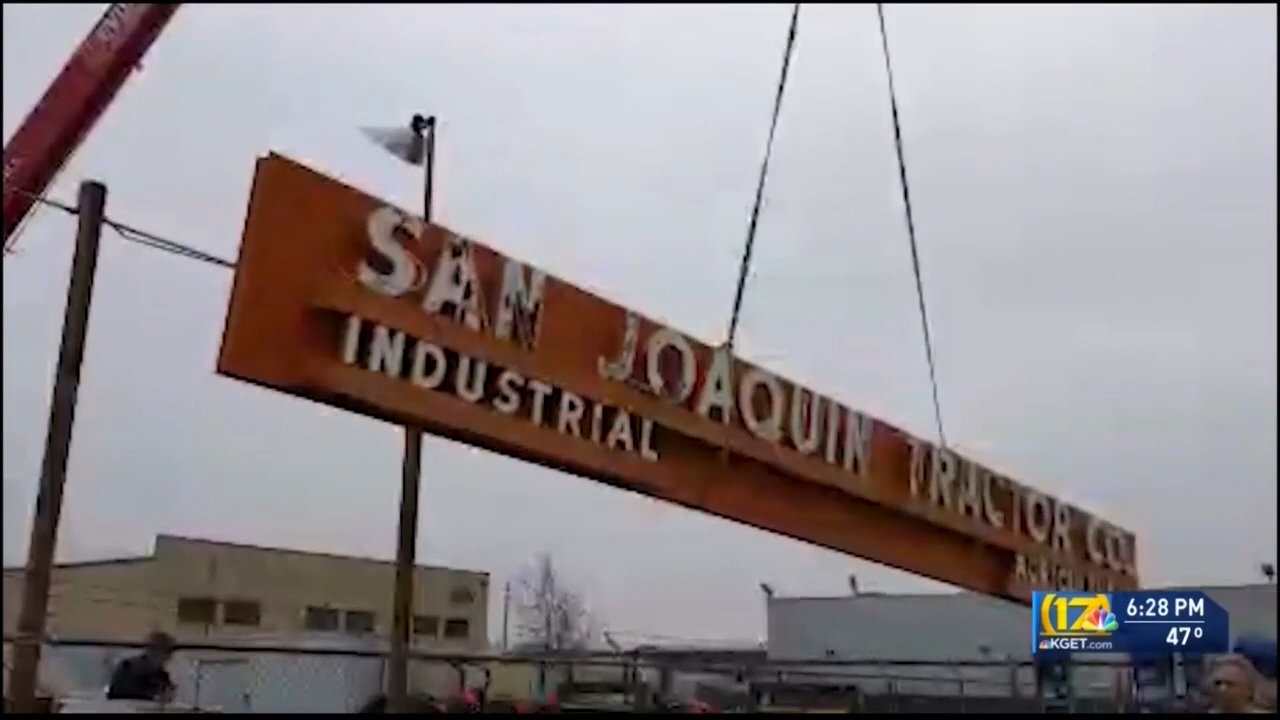 SAN JOAQUIN TRACTOR CO.
INDUSTRIAL
17
6:28 PM
KGET.com
47°